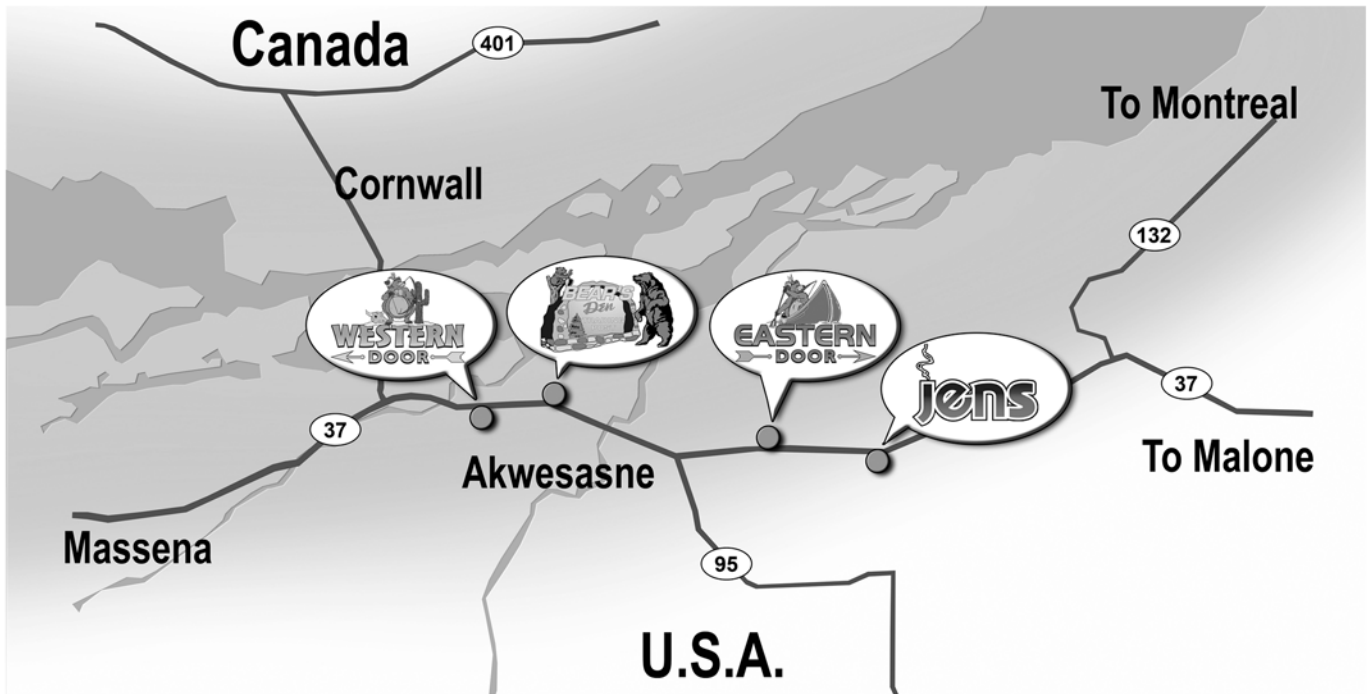 Canada
401
To Montreal
Cornwall
132
WESTERN
DOOR
BEAR'S
Den
EASTERN
DOOR
jens
37
37
Akwesasne
To Malone
Massena
95
U.S.A.